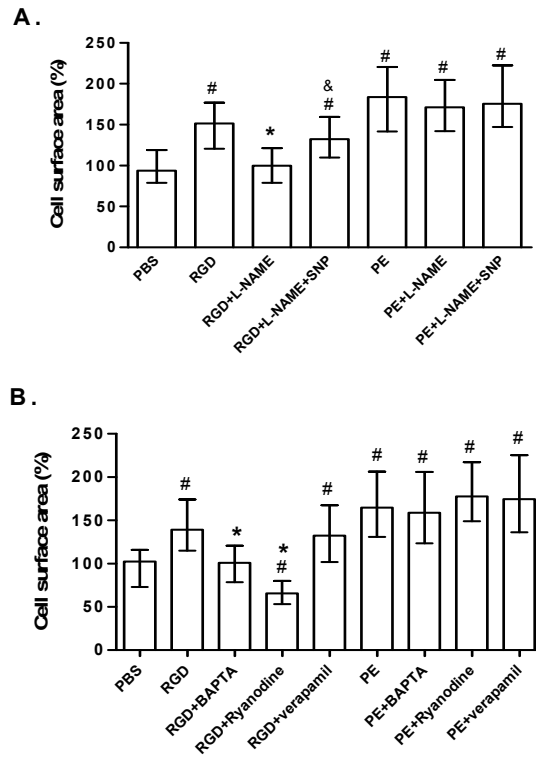 A.
Cell surface area (%)
250
200
150
100
50
0
#
*
&
#
#
#
#
PBS
RGD
RGD+L-NAME
RGD+L-NAME+SNP
PE
PE+L-NAME
PE+L-NAME+SNP
B.
Cell surface area (%)
250
200
150
100
50
0
#
*
*
#
#
#
#
#
#
PBS
RGD
RGD+BAPTA
RGD+Ryanodine
RGD+verapamil
PE
PE+BAPTA
PE+Ryanodine
PE+verapamil